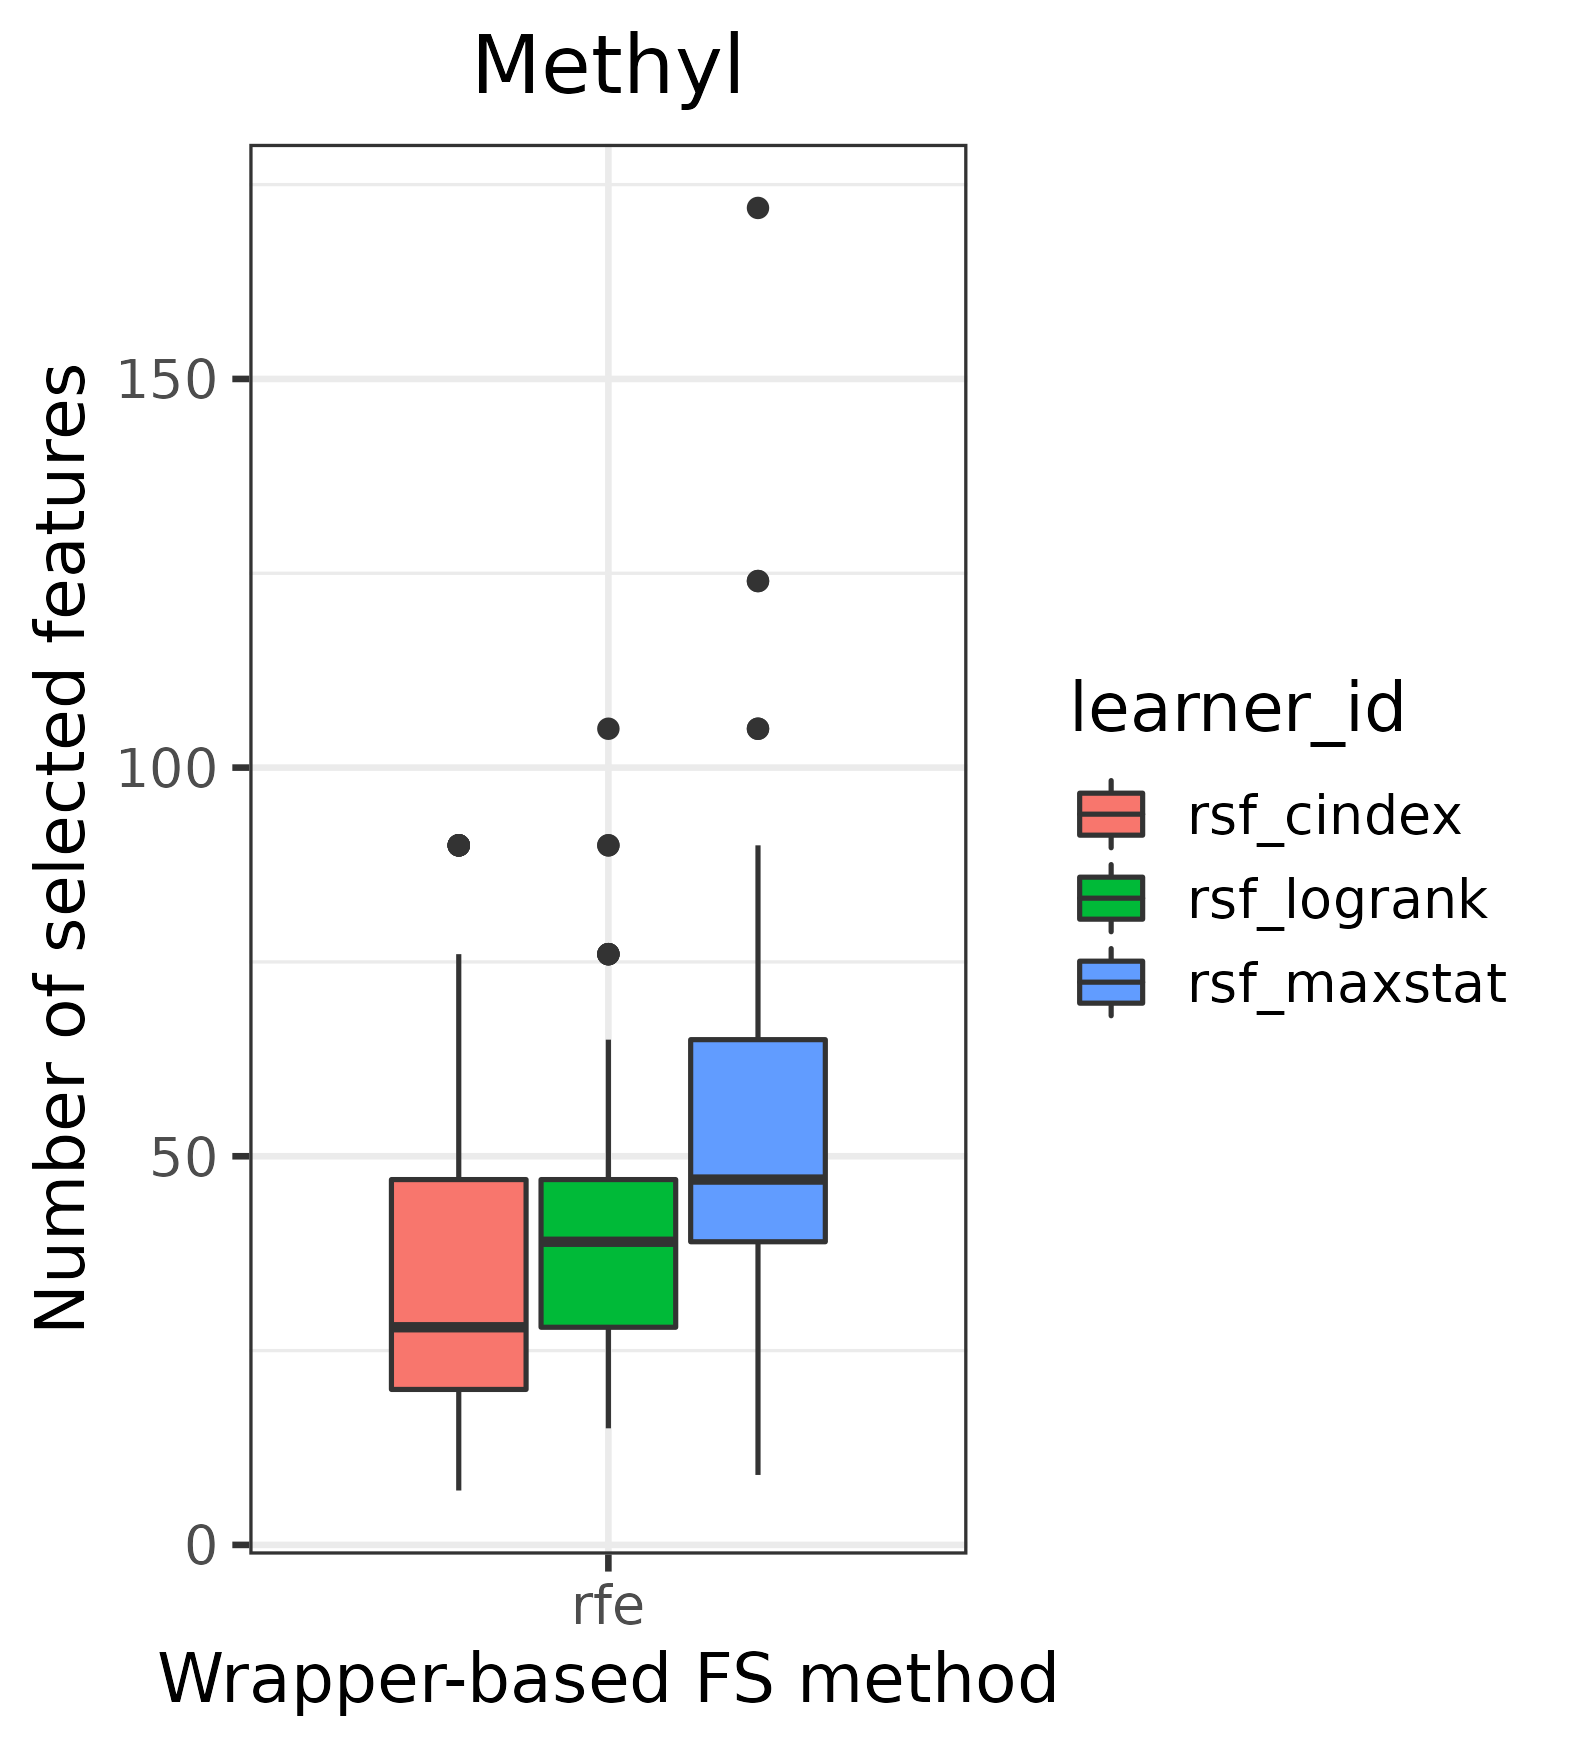 Methyl
Number of selected features
150
100
50
0
rfe
Wrapper-based FS method
learner_id
rsf_cindex
rsf_logrank
rsf_maxstat